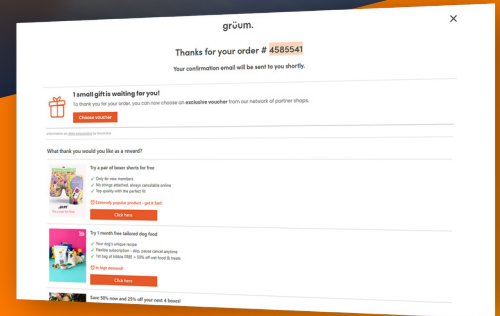 grüum.
Thanks for your order # 4585541
Your confirmation email will be sent to you shortly.
1 small gift is waiting for you!
To thank you for your order, you can now choose an exclusive voucher from our network of partner shops.
Choose voucher
What thank you would you like as a reward?
Try a pair of boxer shorts for free
✓ Only for new members
✓ No strings attached, always cancelable online
✓ Top quality with the perfect fit
Extremely popular product - get it fast!
Click here
Try 1 month free tailored dog food
✓ Your dog's unique recipe
✓ Flexible subscription - skip, pause cancel anytime
✓ 1st bag of kibble FREE + 50% off wet food & treats
In high demand!
Click here
Save 50% now and 25% off your next 4 boxes!